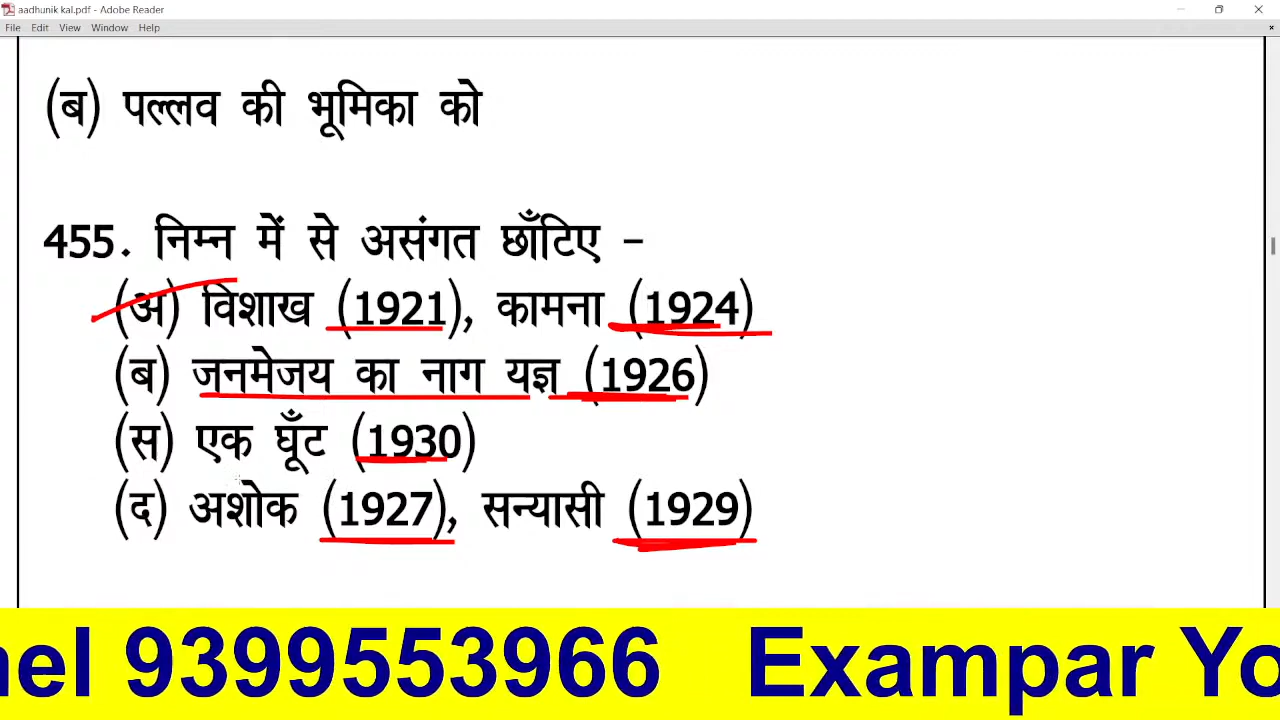 aadhunik kal.pdf - Adobe Reader
File Edit View Window Help
(ब) पल्लव की भूमिका को
455. निम्न में से असंगत छाँटिए -
(अ) विशाख (1921), कामना (1924)
(ब) जनमेजय का नाग यज्ञ (1926)
(स) एक घूँट (1930)
(द) अशोक (1927), सन्यासी (1929)
nel 9399553966 Exampar Yo